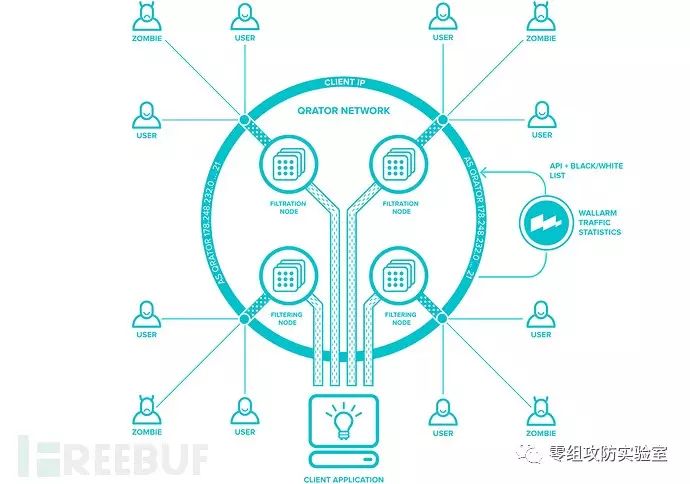 ZOMBIE
USER
USER
ZOMBIE
CLIENT IP
QRATOR NETWORK
USER
USER
AS QRATOR 178.248.232.0 ... 21
AS QRATOR 178.248.232.0 ... 21
API + BLACK/WHITE
LIST
FILTRATION
NODE
FILTRATION
NODE
WALLARM
TRAFFIC
STATISTICS
FILTERING
NODE
FILTERING
NODE
USER
USER
ZOMBIE
USER
USER
ZOMBIE
CLIENT APPLICATION
FREEBUF
零组攻防实验室